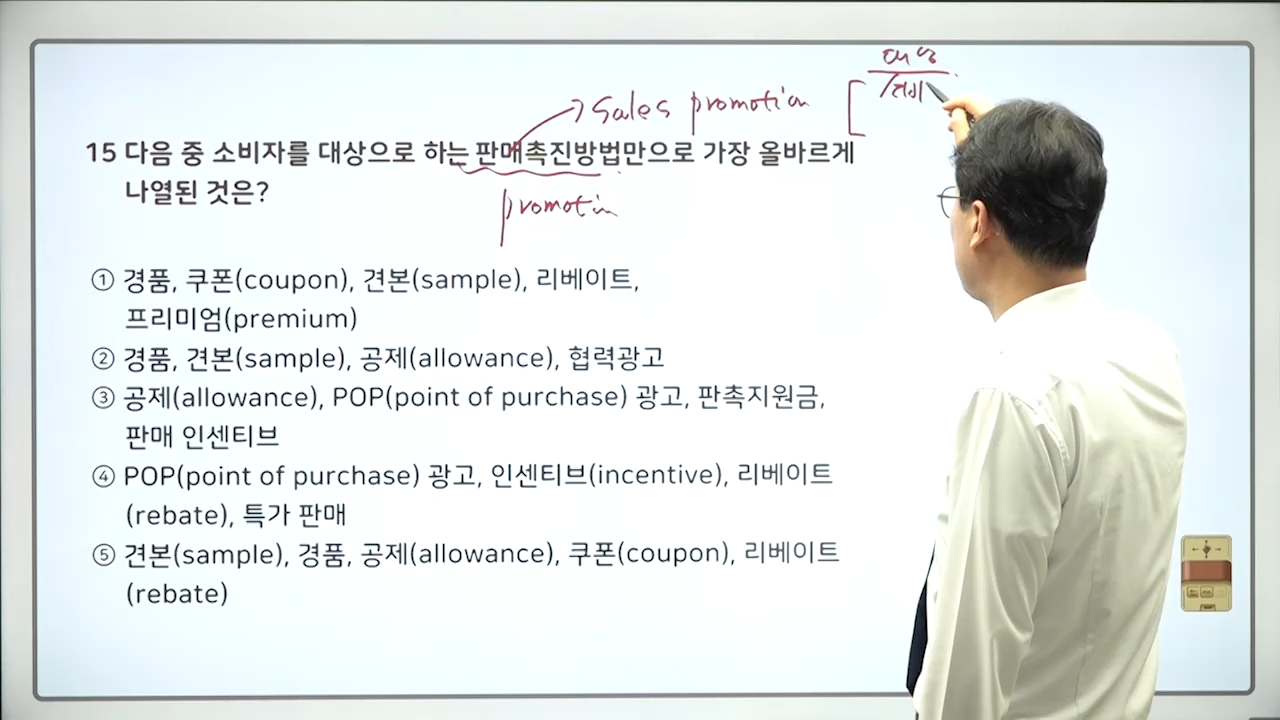 대상
소비
sales promotion
15 다음 중 소비자를 대상으로 하는 판매촉진방법만으로 가장 올바르게
나열된 것은?
promotin
① 경품, 쿠폰(coupon), 견본(sample), 리베이트,
프리미엄(premium)
② 경품, 견본(sample), 공제(allowance), 협력광고
③ 공제(allowance), POP(point of purchase) 광고, 판촉지원금,
판매 인센티브
④ POP(point of purchase) 광고, 인센티브(incentive), 리베이트
(rebate), 특가 판매
⑤ 견본(sample), 경품, 공제(allowance), 쿠폰(coupon), 리베이트
(rebate)